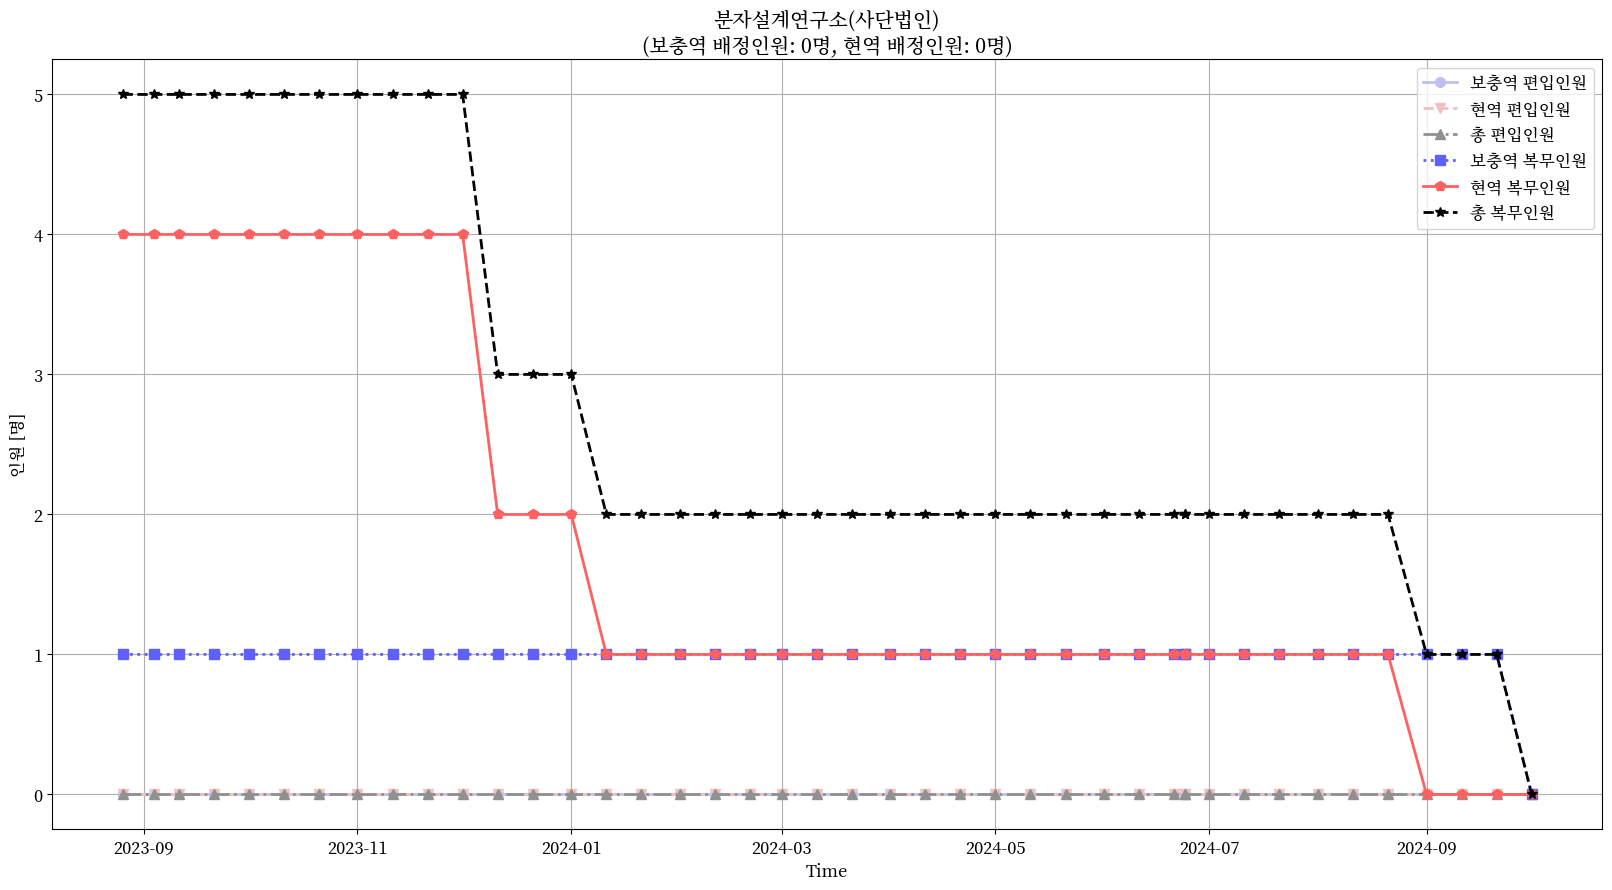 분자설계연구소(사단법인)
(보충역 배정인원: 0명, 현역 배정인원: 0명)
보충역 편입인원
현역 편입인원
총 편입인원
보충역 복무인원
현역 복무인원
총 복무인원
인원 [명]
5
4
3
2
1
0
2023-09
2023-11
2024-01
2024-03
2024-05
2024-07
2024-09
Time